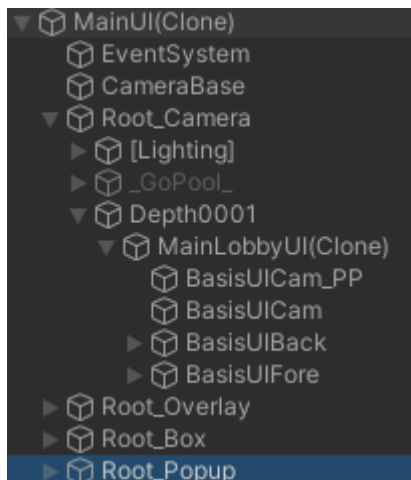 MainUI(Clone)
EventSystem
CameraBase
Root_Camera
[Lighting]
_GoPool_
Depth0001
MainLobbyUI(Clone)
BasisUICam_PP
BasisUICam
BasisUIBack
BasisUIFore
Root_Overlay
Root_Box
Root_Popup